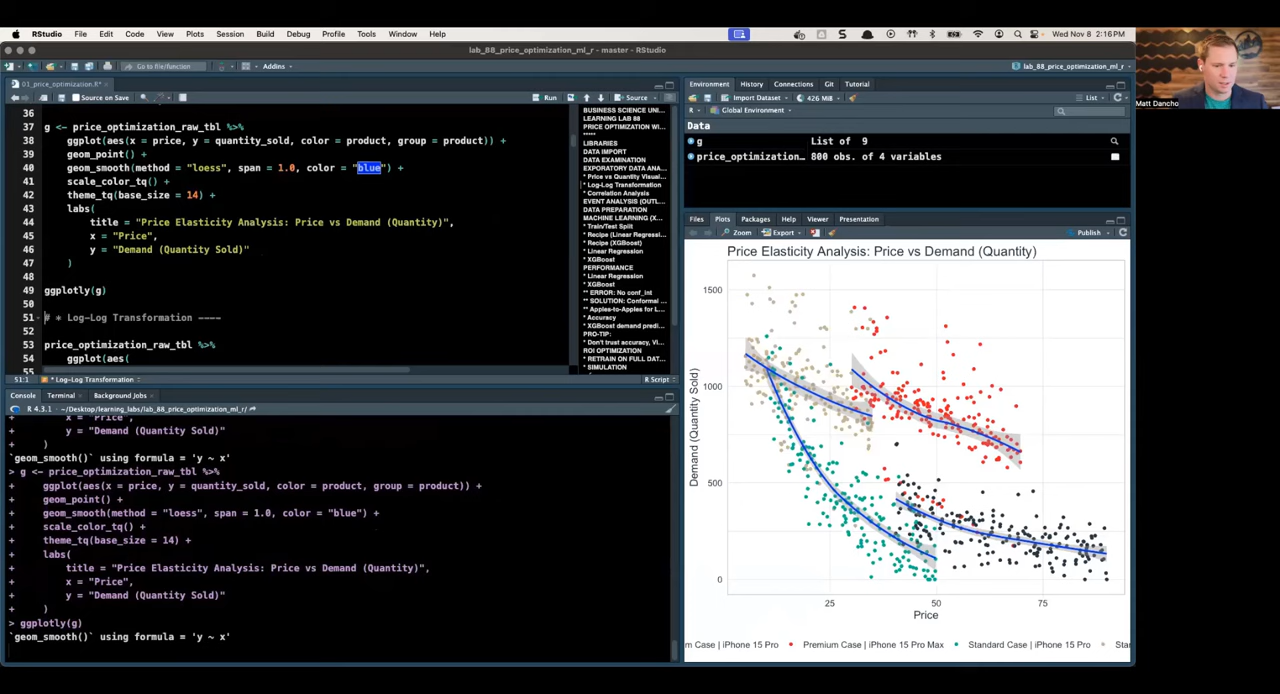 RStudio File Edit Code View Plots Session Build Debug Profile Tools Window Help Wed Nov 8 2:16 PM
lab_88_price_optimization_ml_r - master - RStudio
Go to file/function Addins lab_88_price_optimization_ml_r
01_price_optimization.R*
Source on Save Run Source
36
37 g <- price_optimization_raw_tbl %>%
38 ggplot(aes(x = price, y = quantity_sold, color = product, group = product)) +
39 geom_point() +
40 geom_smooth(method = "loess", span = 1.0, color = "blue") +
41 scale_color_tq() +
42 theme_tq(base_size = 14) +
43 labs(
44 title = "Price Elasticity Analysis: Price vs Demand (Quantity)",
45 x = "Price",
46 y = "Demand (Quantity Sold)"
47 )
48
49 ggplotly(g)
50
51 # * Log-Log Transformation ----
52
53 price_optimization_raw_tbl %>%
54 ggplot(aes(
55
51:1 * Log-Log Transformation R Script
BUSINESS SCIENCE UNI...
LEARNING LAB 88
PRICE OPTIMIZATION WI...
*****
LIBRARIES
DATA IMPORT
DATA EXAMINATION
EXPORATORY DATA ANA...
* Price vs Quantity Visual...
* Log-Log Transformation
* Correlation Analysis
EVENT ANALYSIS (OUTL...
DATA PREPARATION
MACHINE LEARNING (X...
* Train/Test Split
* Recipe (Linear Regressi...
* Recipe (XGBoost)
* Linear Regression
* XGBoost
PERFORMANCE
* Linear Regression
* XGBoost
** ERROR: No conf_int
** SOLUTION: Conformal ...
** Apples-to-Apples for L...
* Accuracy
* XGBoost demand predi...
PRO-TIP:
* Don't trust accuracy, Vi...
ROI OPTIMIZATION
* RETRAIN ON FULL DAT...
* SIMULATION
Console Terminal Background Jobs
R 4.3.1 · ~/Desktop/learning_labs/lab_88_price_optimization_ml_r/
+ x = "Price",
+ y = "Demand (Quantity Sold)"
+ )
`geom_smooth()` using formula = 'y ~ x'
> g <- price_optimization_raw_tbl %>%
+ ggplot(aes(x = price, y = quantity_sold, color = product, group = product)) +
+ geom_point() +
+ geom_smooth(method = "loess", span = 1.0, color = "blue") +
+ scale_color_tq() +
+ theme_tq(base_size = 14) +
+ labs(
+ title = "Price Elasticity Analysis: Price vs Demand (Quantity)",
+ x = "Price",
+ y = "Demand (Quantity Sold)"
+ )
> ggplotly(g)
`geom_smooth()` using formula = 'y ~ x'
Environment History Connections Git Tutorial
Import Dataset 426 MiB List
R Global Environment
Data
g List of 9
price_optimization... 800 obs. of 4 variables
Files Plots Packages Help Viewer Presentation
Zoom Export Publish
Price Elasticity Analysis: Price vs Demand (Quantity)
Demand (Quantity Sold)
1500
1000
500
0
25 50 75
Price
m Case | iPhone 15 Pro Premium Case | iPhone 15 Pro Max Standard Case | iPhone 15 Pro Star
Matt Dancho